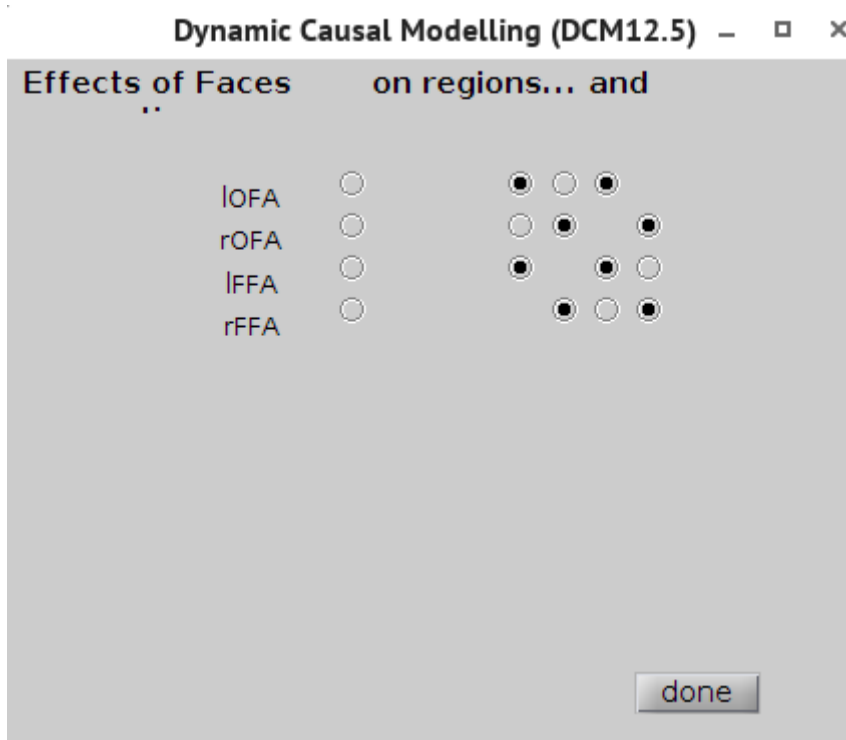 Dynamic Causal Modelling (DCM12.5)
Effects of Faces on regions... and
lOFA
rOFA
lFFA
rFFA
done